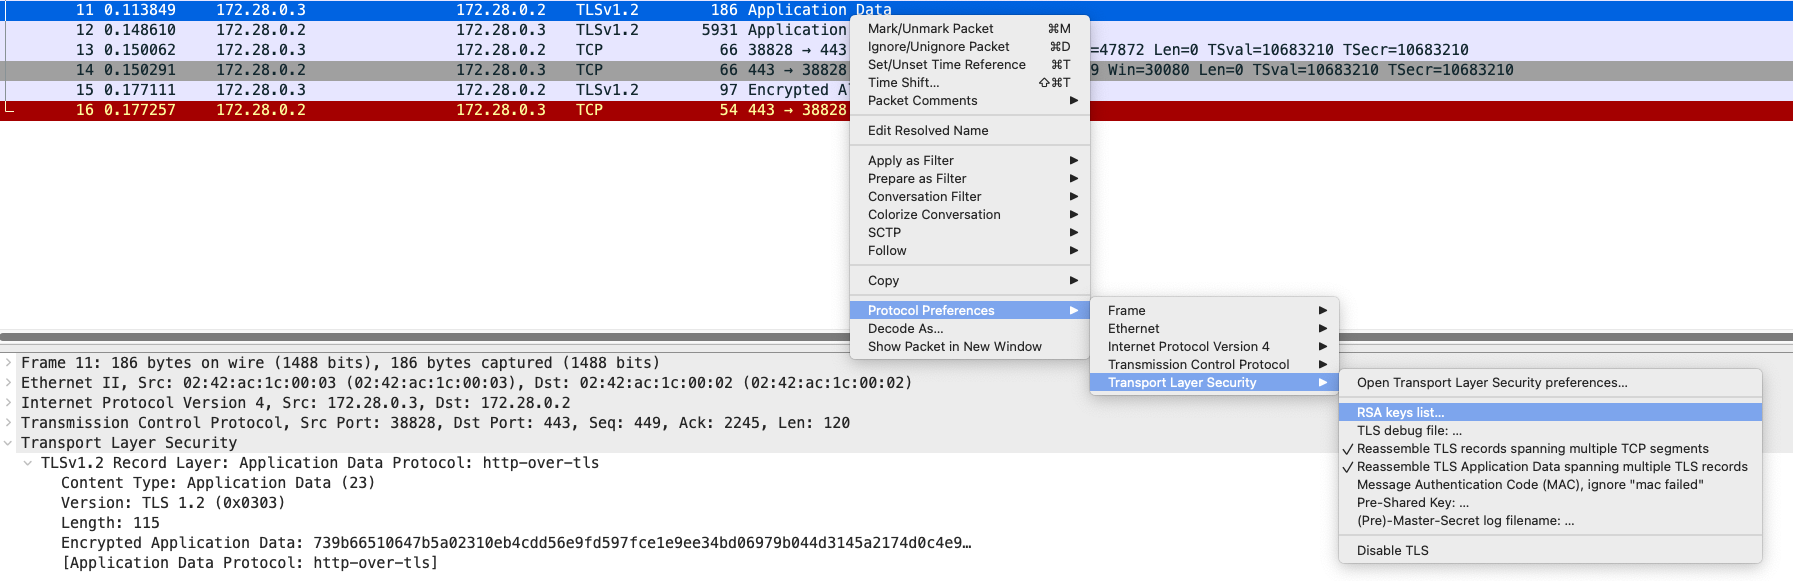 11 0.113849 172.28.0.3 172.28.0.2 TLSv1.2 186 Application Data
12 0.148610 172.28.0.2 172.28.0.3 TLSv1.2 5931 Application
13 0.150062 172.28.0.3 172.28.0.2 TCP 66 38828 → 443 =47872 Len=0 TSval=10683210 TSecr=10683210
14 0.150291 172.28.0.2 172.28.0.3 TCP 66 443 → 38828 9 Win=30080 Len=0 TSval=10683210 TSecr=10683210
15 0.177111 172.28.0.3 172.28.0.2 TLSv1.2 97 Encrypted A
16 0.177257 172.28.0.2 172.28.0.3 TCP 54 443 → 38828
Mark/Unmark Packet ⌘M
Ignore/Unignore Packet ⌘D
Set/Unset Time Reference ⌘T
Time Shift... ⇧⌘T
Packet Comments
Edit Resolved Name
Apply as Filter
Prepare as Filter
Conversation Filter
Colorize Conversation
SCTP
Follow
Copy
Protocol Preferences
Decode As...
Show Packet in New Window
Frame
Ethernet
Internet Protocol Version 4
Transmission Control Protocol
Transport Layer Security
Open Transport Layer Security preferences...
RSA keys list...
TLS debug file: ...
✓ Reassemble TLS records spanning multiple TCP segments
✓ Reassemble TLS Application Data spanning multiple TLS records
Message Authentication Code (MAC), ignore "mac failed"
Pre-Shared Key: ...
(Pre)-Master-Secret log filename: ...
Disable TLS
Frame 11: 186 bytes on wire (1488 bits), 186 bytes captured (1488 bits)
Ethernet II, Src: 02:42:ac:1c:00:03 (02:42:ac:1c:00:03), Dst: 02:42:ac:1c:00:02 (02:42:ac:1c:00:02)
Internet Protocol Version 4, Src: 172.28.0.3, Dst: 172.28.0.2
Transmission Control Protocol, Src Port: 38828, Dst Port: 443, Seq: 449, Ack: 2245, Len: 120
Transport Layer Security
TLSv1.2 Record Layer: Application Data Protocol: http-over-tls
Content Type: Application Data (23)
Version: TLS 1.2 (0x0303)
Length: 115
Encrypted Application Data: 739b66510647b5a02310eb4cdd56e9fd597fce1e9ee34bd06979b044d3145a2174d0c4e9…
[Application Data Protocol: http-over-tls]